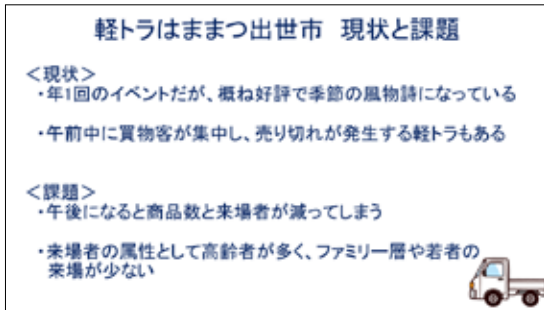 軽トラはままつ出世市 現状と課題
＜現状＞
・年1回のイベントだが、概ね好評で季節の風物詩になっている
・午前中に買物客が集中し、売り切れが発生する軽トラもある
＜課題＞
・午後になると商品数と来場者が減ってしまう
・来場者の属性として高齢者が多く、ファミリー層や若者の
来場が少ない